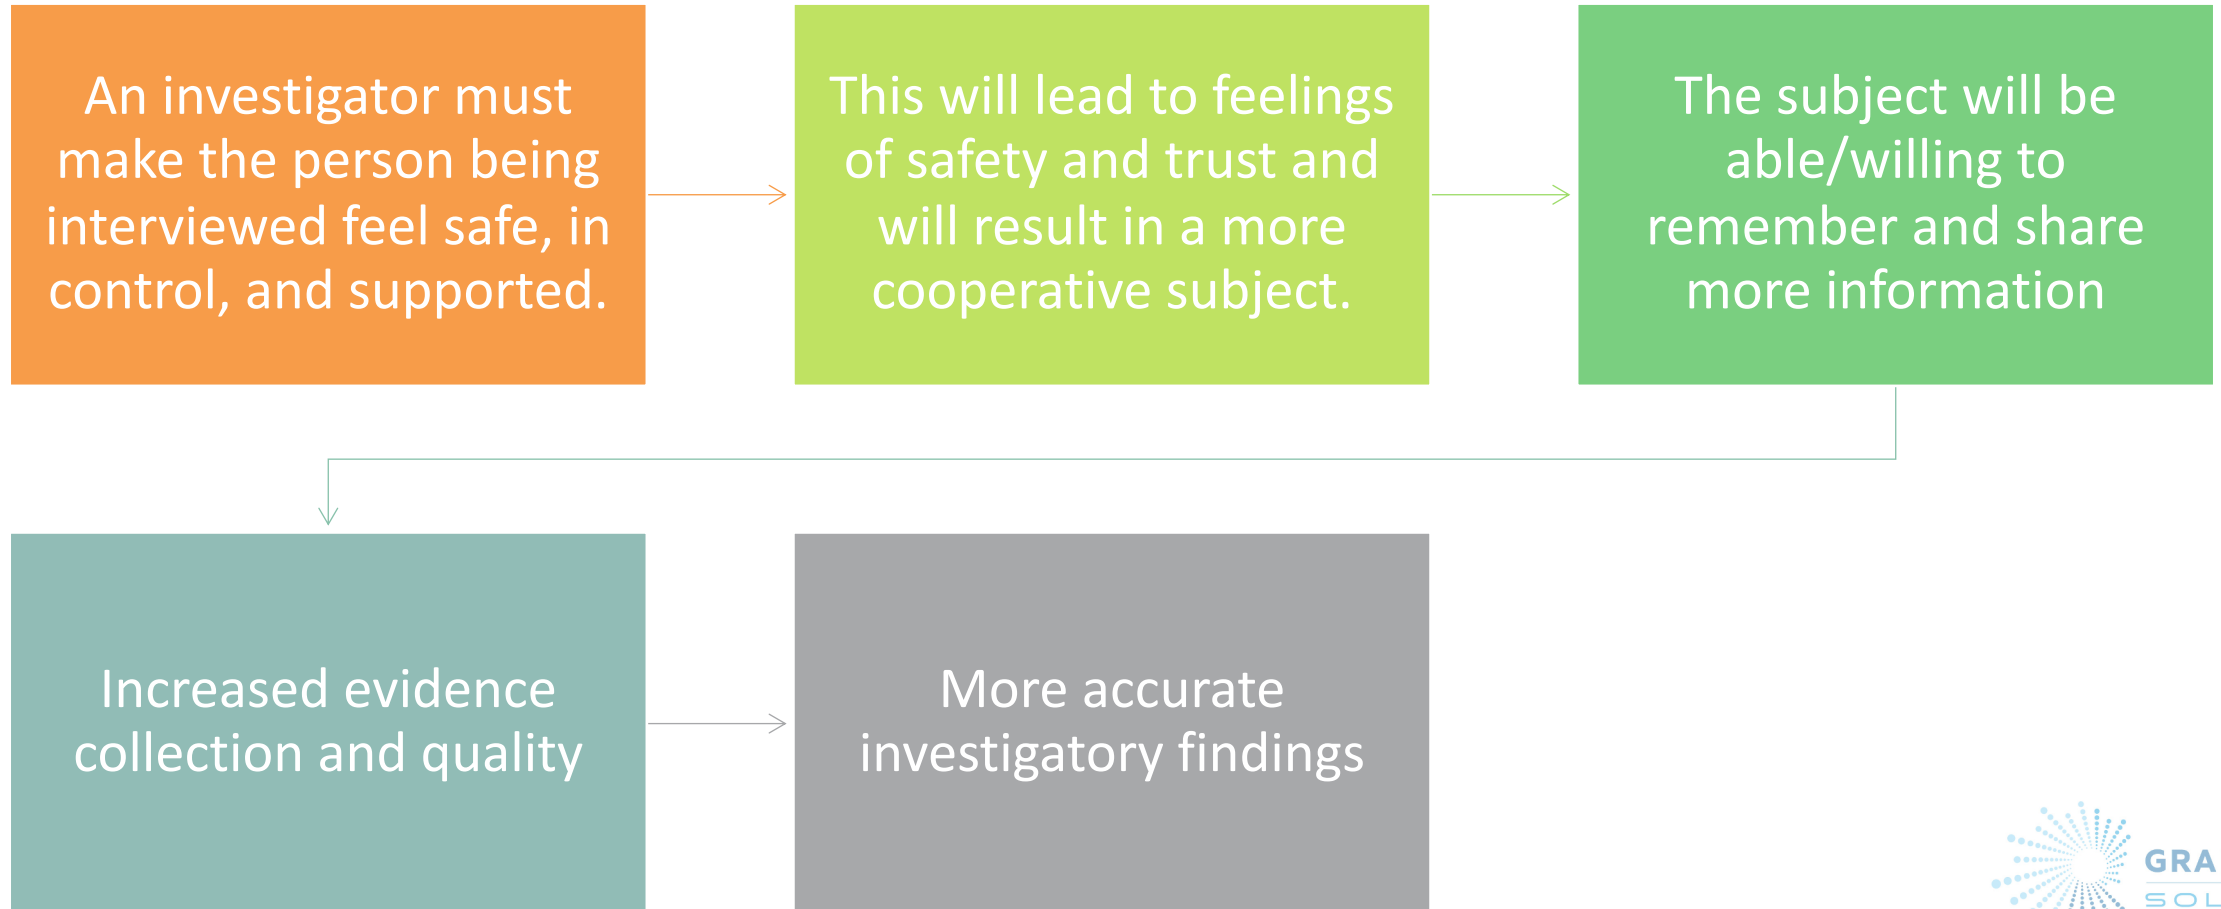 An investigator must
make the person being
interviewed feel safe, in
control, and supported.
This will lead to feelings
of safety and trust and
will result in a more
cooperative subject.
The subject will be
able/willing to
remember and share
more information
Increased evidence
collection and quality
More accurate
investigatory findings
GRA
SOL